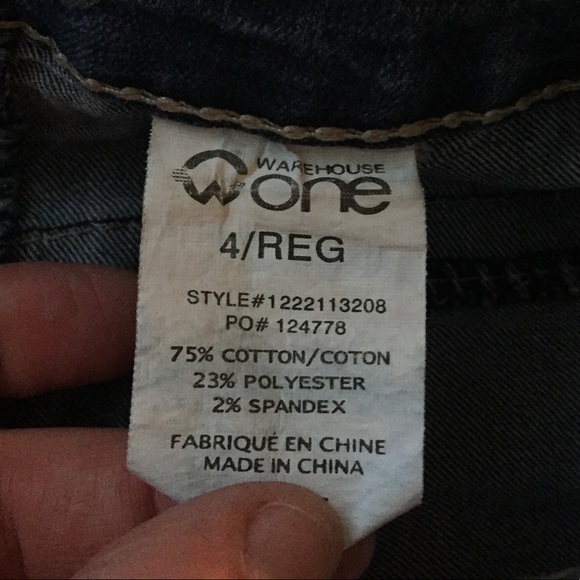 WAREHOUSE
one
4/REG
STYLE#1222113208
PO# 124778
75% COTTON/COTON
23% POLYESTER
2% SPANDEX
FABRIQUÉ EN CHINE
MADE IN CHINA